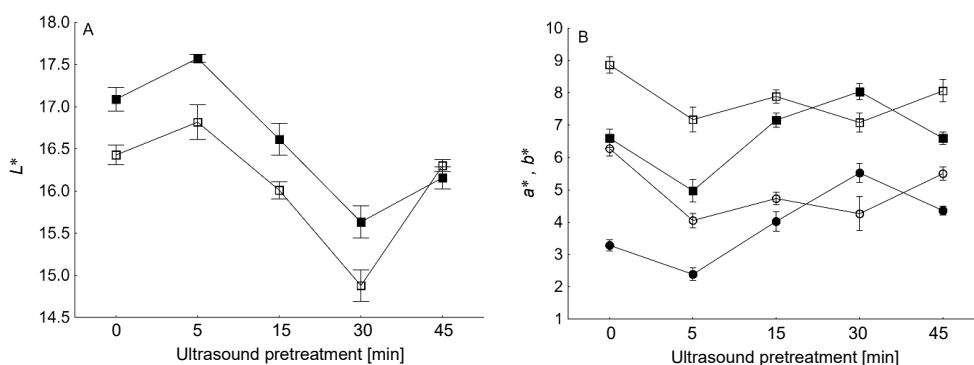 A
18.0
17.5
17.0
16.5
16.0
15.5
15.0
14.5
L*
0 5 15 30 45
Ultrasound pretreatment [min]
B
10
9
8
7
6
5
4
3
2
1
a* , b*
0 5 15 30 45
Ultrasound pretreatment [min]